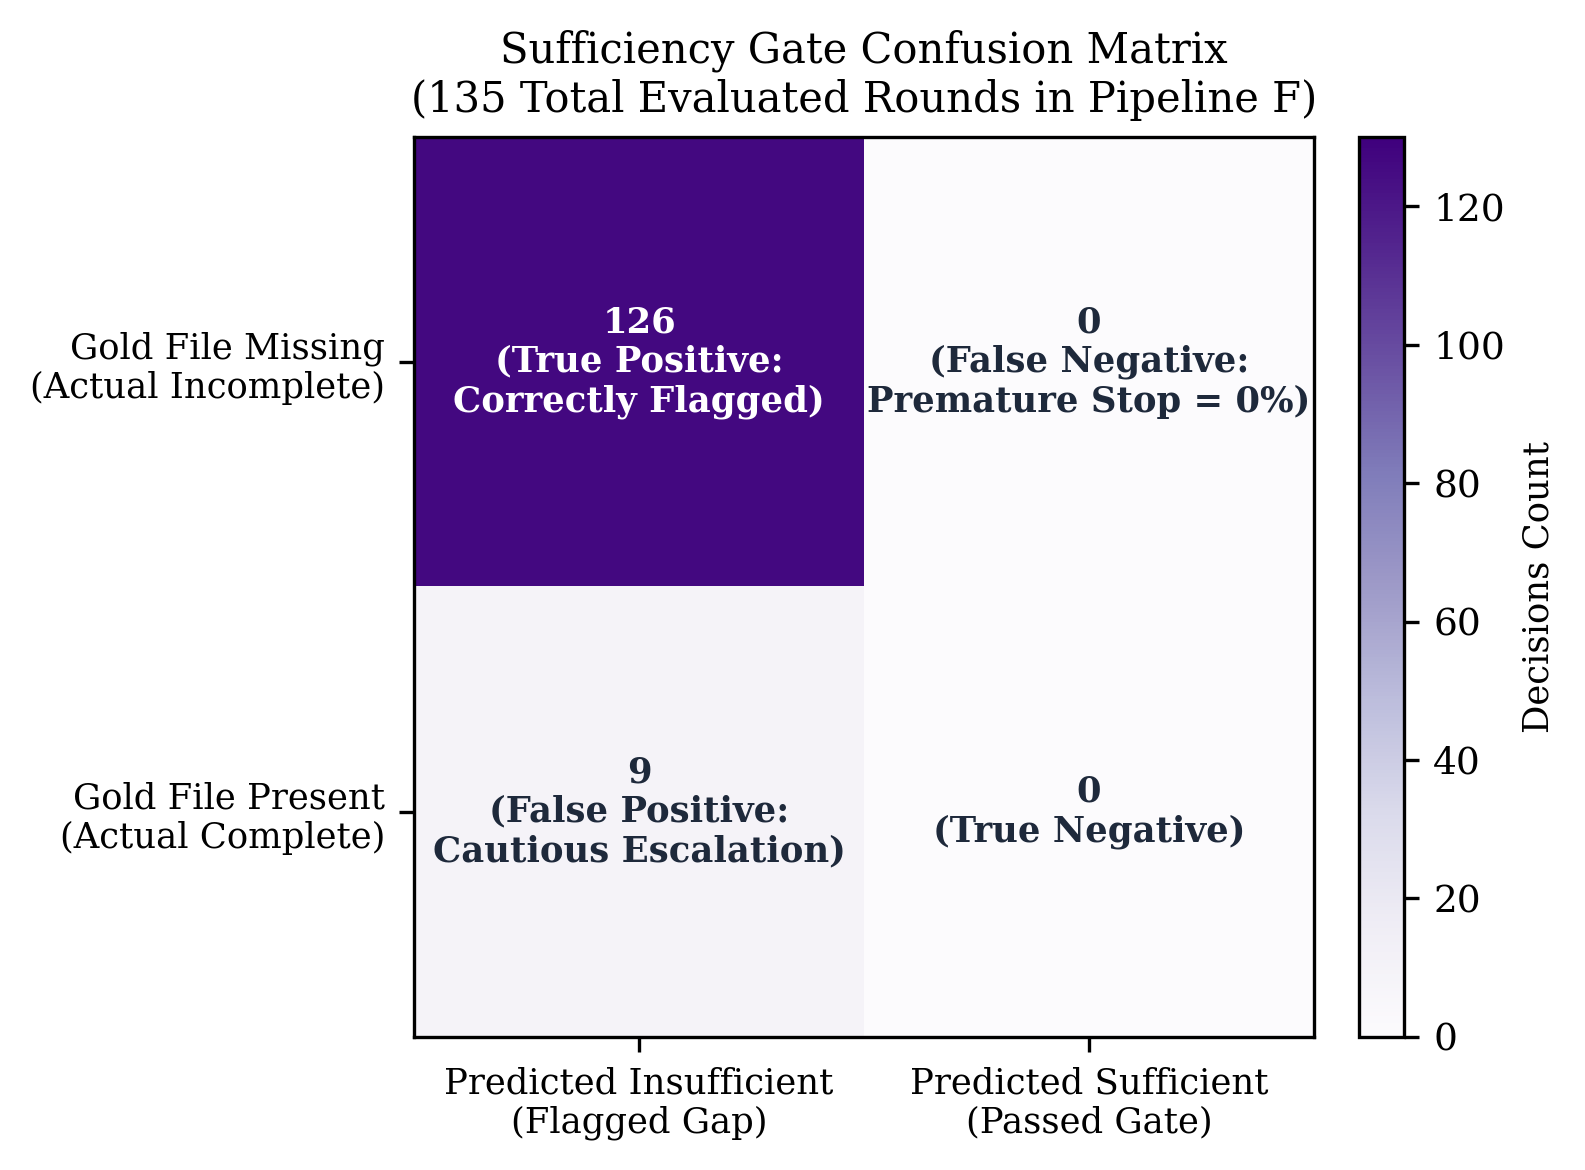 Sufficiency Gate Confusion Matrix
(135 Total Evaluated Rounds in Pipeline F)
Gold File Missing
(Actual Incomplete)
126
(True Positive:
Correctly Flagged)
0
(False Negative:
Premature Stop = 0%)
Gold File Present
(Actual Complete)
9
(False Positive:
Cautious Escalation)
0
(True Negative)
Predicted Insufficient
(Flagged Gap)
Predicted Sufficient
(Passed Gate)
120
100
80
60
40
20
0
Decisions Count